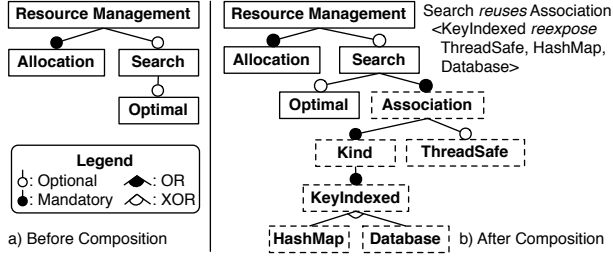 Resource Management
Allocation
Search
Optimal
Legend
: Optional
: OR
: Mandatory
: XOR
a) Before Composition
Resource Management
Search reuses Association
<KeyIndexed reexpose
ThreadSafe, HashMap,
Database>
Allocation
Search
Optimal
Association
Kind
ThreadSafe
KeyIndexed
HashMap
Database
b) After Composition